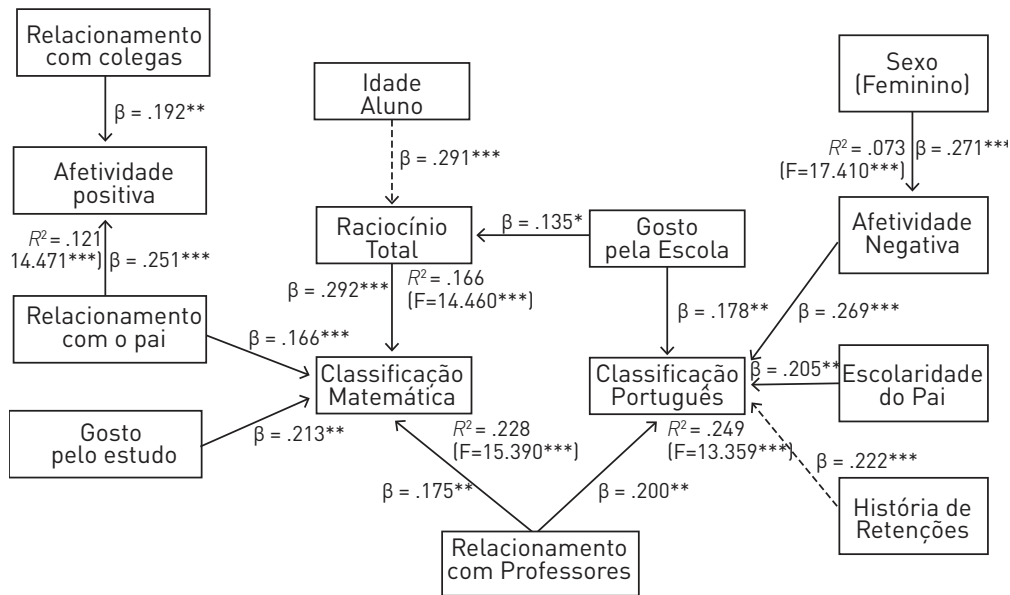 Relacionamento
com colegas
β = .192**
Afetividade
positiva
R² = .121
14.471***)
β = .251***
Relacionamento
com o pai
β = .166***
Gosto
pelo estudo
β = .213**
Idade
Aluno
β = .291***
Raciocínio
Total
β = .135*
Gosto
pela Escola
β = .292***
R² = .166
(F=14.460***)
β = .178**
Classificação
Matemática
R² = .228
(F=15.390***)
β = .175**
Classificação
Português
R² = .249
(F=13.359***)
β = .200**
Relacionamento
com Professores
Sexo
(Feminino)
R² = .073
(F=17.410***)
β = .271***
Afetividade
Negativa
β = .269***
β = .205**
Escolaridade
do Pai
β = .222***
História de
Retenções